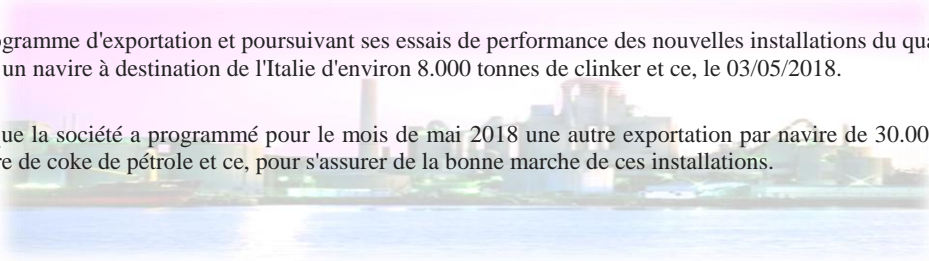 ogramme d'exportation et poursuivant ses essais de performance des nouvelles installations du qua
un navire à destination de l'Italie d'environ 8.000 tonnes de clinker et ce, le 03/05/2018.
ue la société a programmé pour le mois de mai 2018 une autre exportation par navire de 30.00
re de coke de pétrole et ce, pour s'assurer de la bonne marche de ces installations.